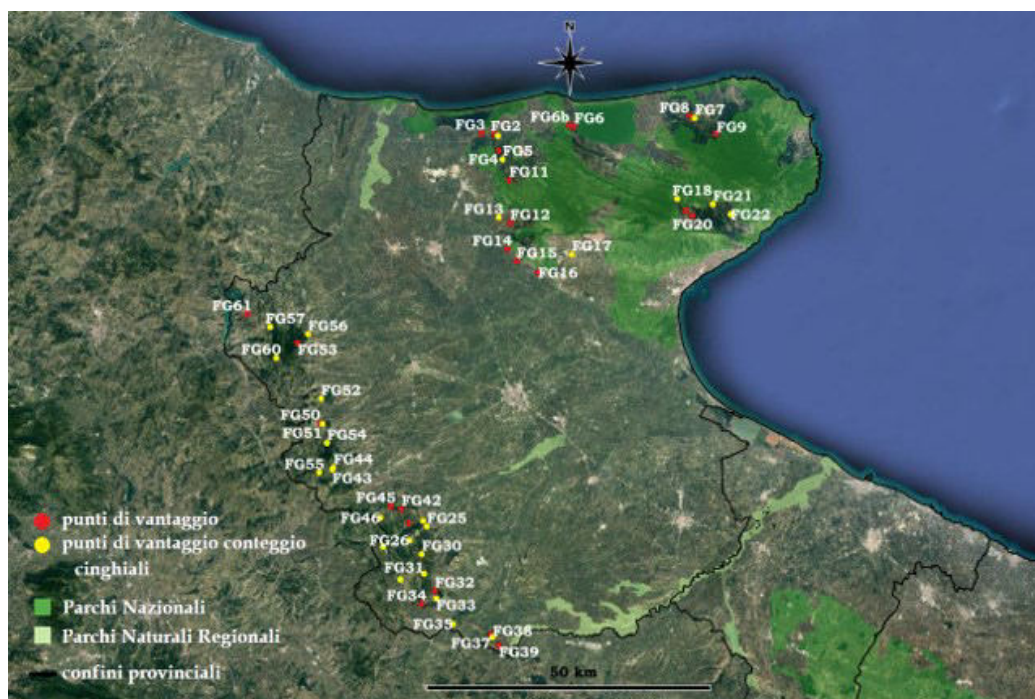 N
FG8 FG7
FG3 FG2 FG6b FG6
FG9
FG4 FG5
FG11
FG18 FG21
FG13 FG12 FG20 FG22
FG14 FG15 FG17
FG16
FG61
FG57 FG56
FG60 FG53
FG52
FG50
FG51 FG54
FG55 FG44
FG43
FG45 FG42
FG46 FG25
FG26 FG30
FG31
FG32
FG34 FG33
FG35 FG38
FG37 FG39
punti di vantaggio
punti di vantaggio conteggio
cinghiali
Parchi Nazionali
Parchi Naturali Regionali
confini provinciali
50 km